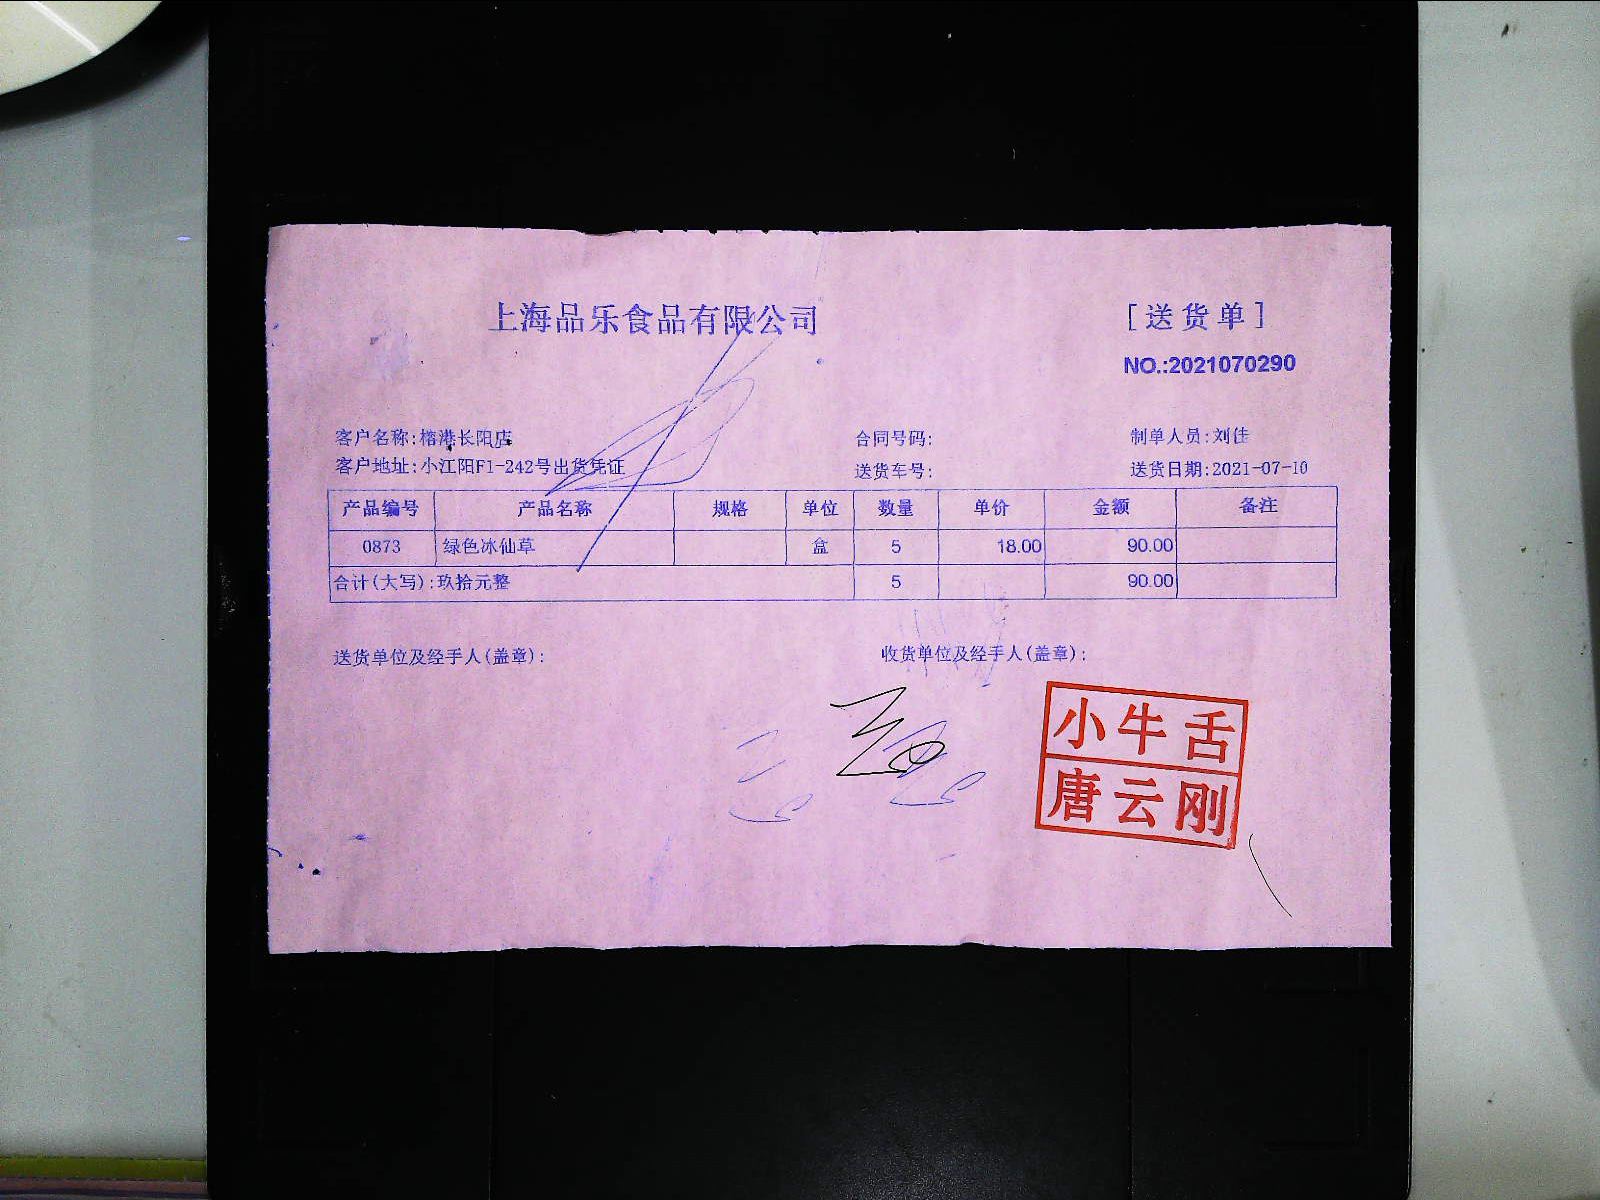 上海品乐食品有限公司 [送货单]
NO.:2021070290
客户名称:榕港长阳店 合同号码: 制单人员:刘佳
客户地址:小江阳F1-242号出货凭证 送货车号: 送货日期:2021-07-10
产品编号 产品名称 规格 单位 数量 单价 金额 备注
0873 绿色冰仙草 盒 5 18.00 90.00
合计(大写):玖拾元整 5 90.00
送货单位及经手人(盖章): 收货单位及经手人(盖章):
小牛舌
唐云刚